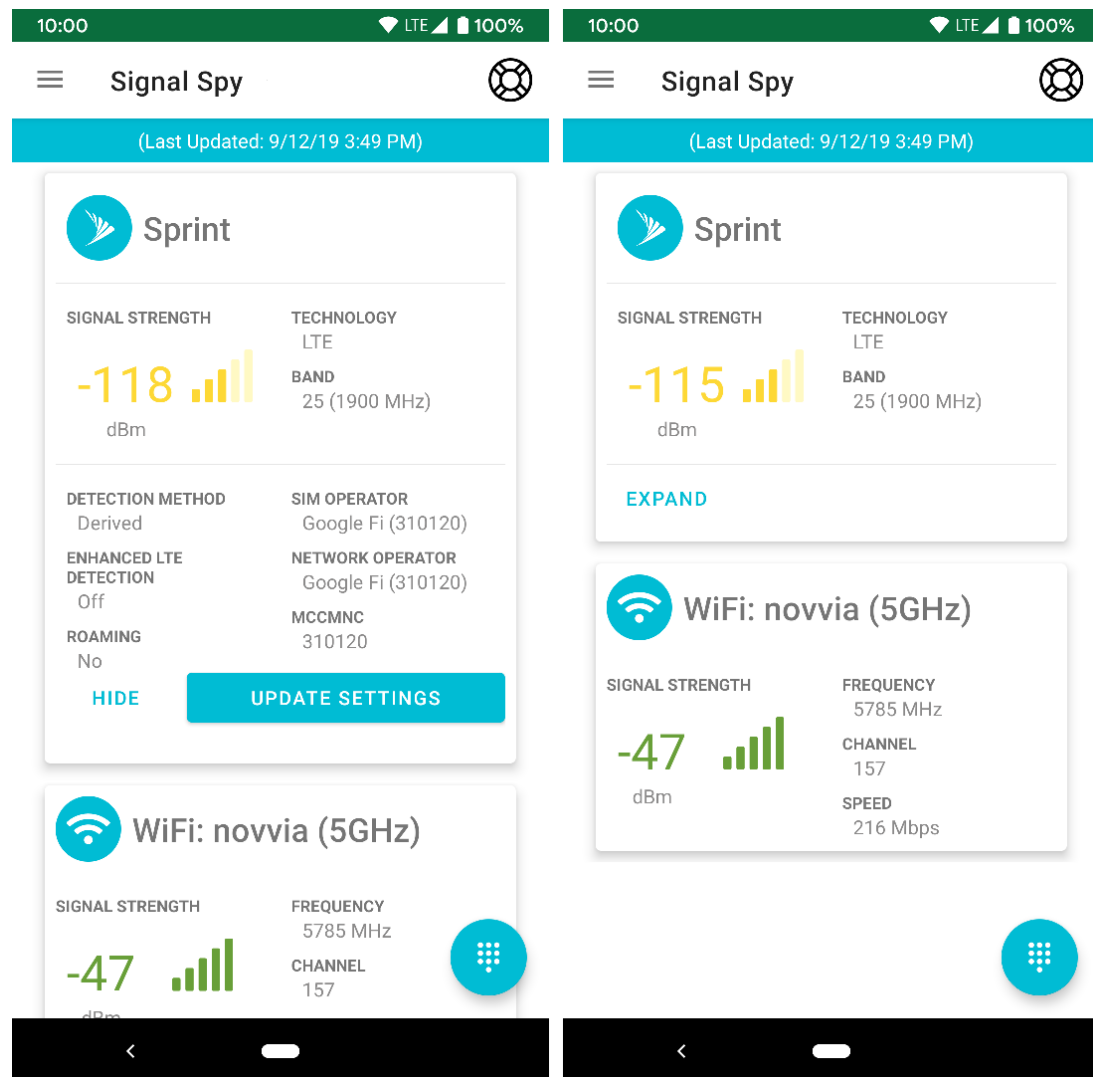 10:00 LTE 100%
Signal Spy
(Last Updated: 9/12/19 3:49 PM)
Sprint
SIGNAL STRENGTH
-118
dBm
TECHNOLOGY
LTE
BAND
25 (1900 MHz)
DETECTION METHOD
Derived
ENHANCED LTE
DETECTION
Off
ROAMING
No
SIM OPERATOR
Google Fi (310120)
NETWORK OPERATOR
Google Fi (310120)
MCCMNC
310120
HIDE
UPDATE SETTINGS
WiFi: novvia (5GHz)
SIGNAL STRENGTH
-47
dBm
FREQUENCY
5785 MHz
CHANNEL
157
10:00 LTE 100%
Signal Spy
(Last Updated: 9/12/19 3:49 PM)
Sprint
SIGNAL STRENGTH
-115
dBm
TECHNOLOGY
LTE
BAND
25 (1900 MHz)
EXPAND
WiFi: novvia (5GHz)
SIGNAL STRENGTH
-47
dBm
FREQUENCY
5785 MHz
CHANNEL
157
SPEED
216 Mbps